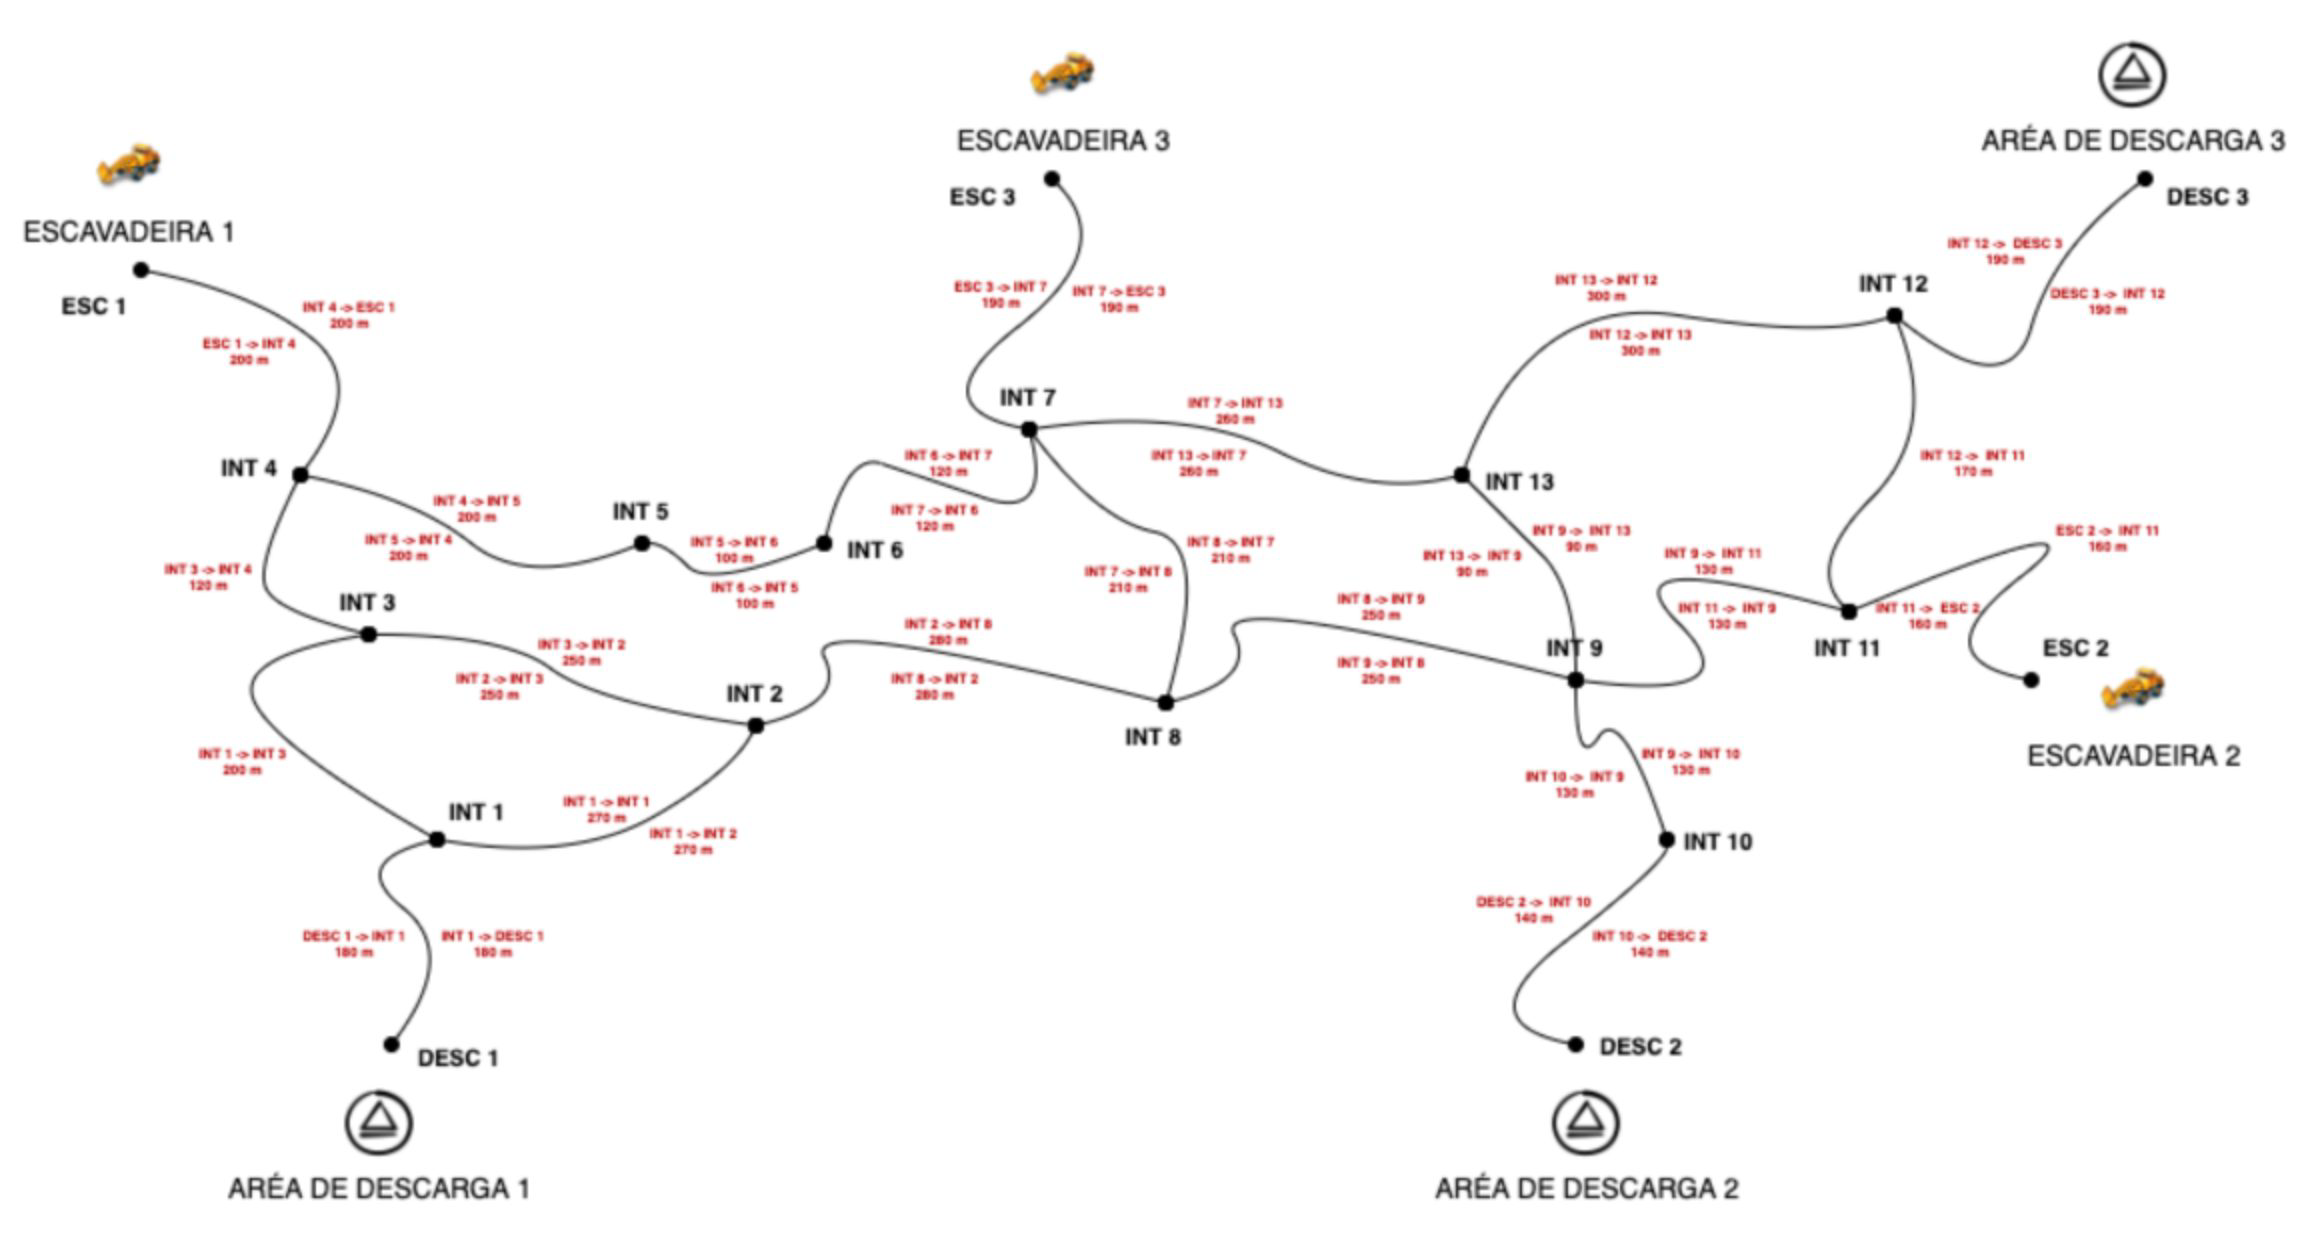 ESCAVADEIRA 3
ARÉA DE DESCARGA 3
ESC 3
DESC 3
ESCAVADEIRA 1
ESC 1
INT 12 -> DESC 3
190 m
DESC 3 -> INT 12
190 m
INT 4 -> ESC 1
200 m
ESC 1 -> INT 4
200 m
ESC 3 -> INT 7
190 m
INT 7 -> ESC 3
190 m
INT 13 -> INT 12
300 m
INT 12
INT 12 -> INT 13
300 m
INT 7
INT 7 -> INT 13
260 m
INT 13 -> INT 7
260 m
INT 6 -> INT 7
120 m
INT 7 -> INT 6
120 m
INT 12 -> INT 11
170 m
INT 4
INT 13
INT 4 -> INT 5
200 m
INT 5 -> INT 4
200 m
INT 5
INT 5 -> INT 6
100 m
INT 6
INT 6 -> INT 5
100 m
INT 8 -> INT 7
210 m
INT 7 -> INT 8
210 m
INT 9 -> INT 13
90 m
INT 13 -> INT 9
90 m
INT 9 -> INT 11
130 m
INT 11 -> INT 9
130 m
ESC 2 -> INT 11
160 m
INT 11 -> ESC 2
160 m
INT 3 -> INT 4
120 m
INT 3
INT 3 -> INT 2
250 m
INT 2 -> INT 3
250 m
INT 2 -> INT 8
280 m
INT 8 -> INT 2
280 m
INT 8 -> INT 9
250 m
INT 9 -> INT 8
250 m
INT 9
INT 11
ESC 2
ESCAVADEIRA 2
INT 2
INT 8
INT 1 -> INT 3
200 m
INT 9 -> INT 10
130 m
INT 10 -> INT 9
130 m
INT 1
INT 1 -> INT 1
270 m
INT 1 -> INT 2
270 m
INT 10
DESC 2 -> INT 10
140 m
INT 10 -> DESC 2
140 m
DESC 1 -> INT 1
180 m
INT 1 -> DESC 1
180 m
DESC 1
DESC 2
ARÉA DE DESCARGA 1
ARÉA DE DESCARGA 2